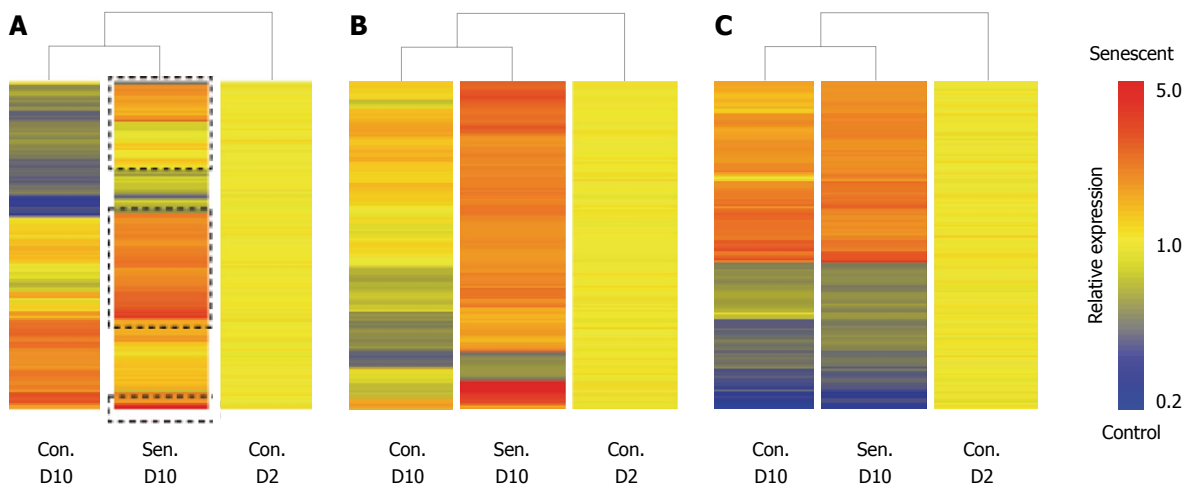 A
B
C
Senescent
5.0
1.0
0.2
Relative expression
Control
Con.
D10
Sen.
D10
Con.
D2
Con.
D10
Sen.
D10
Con.
D2
Con.
D10
Sen.
D10
Con.
D2